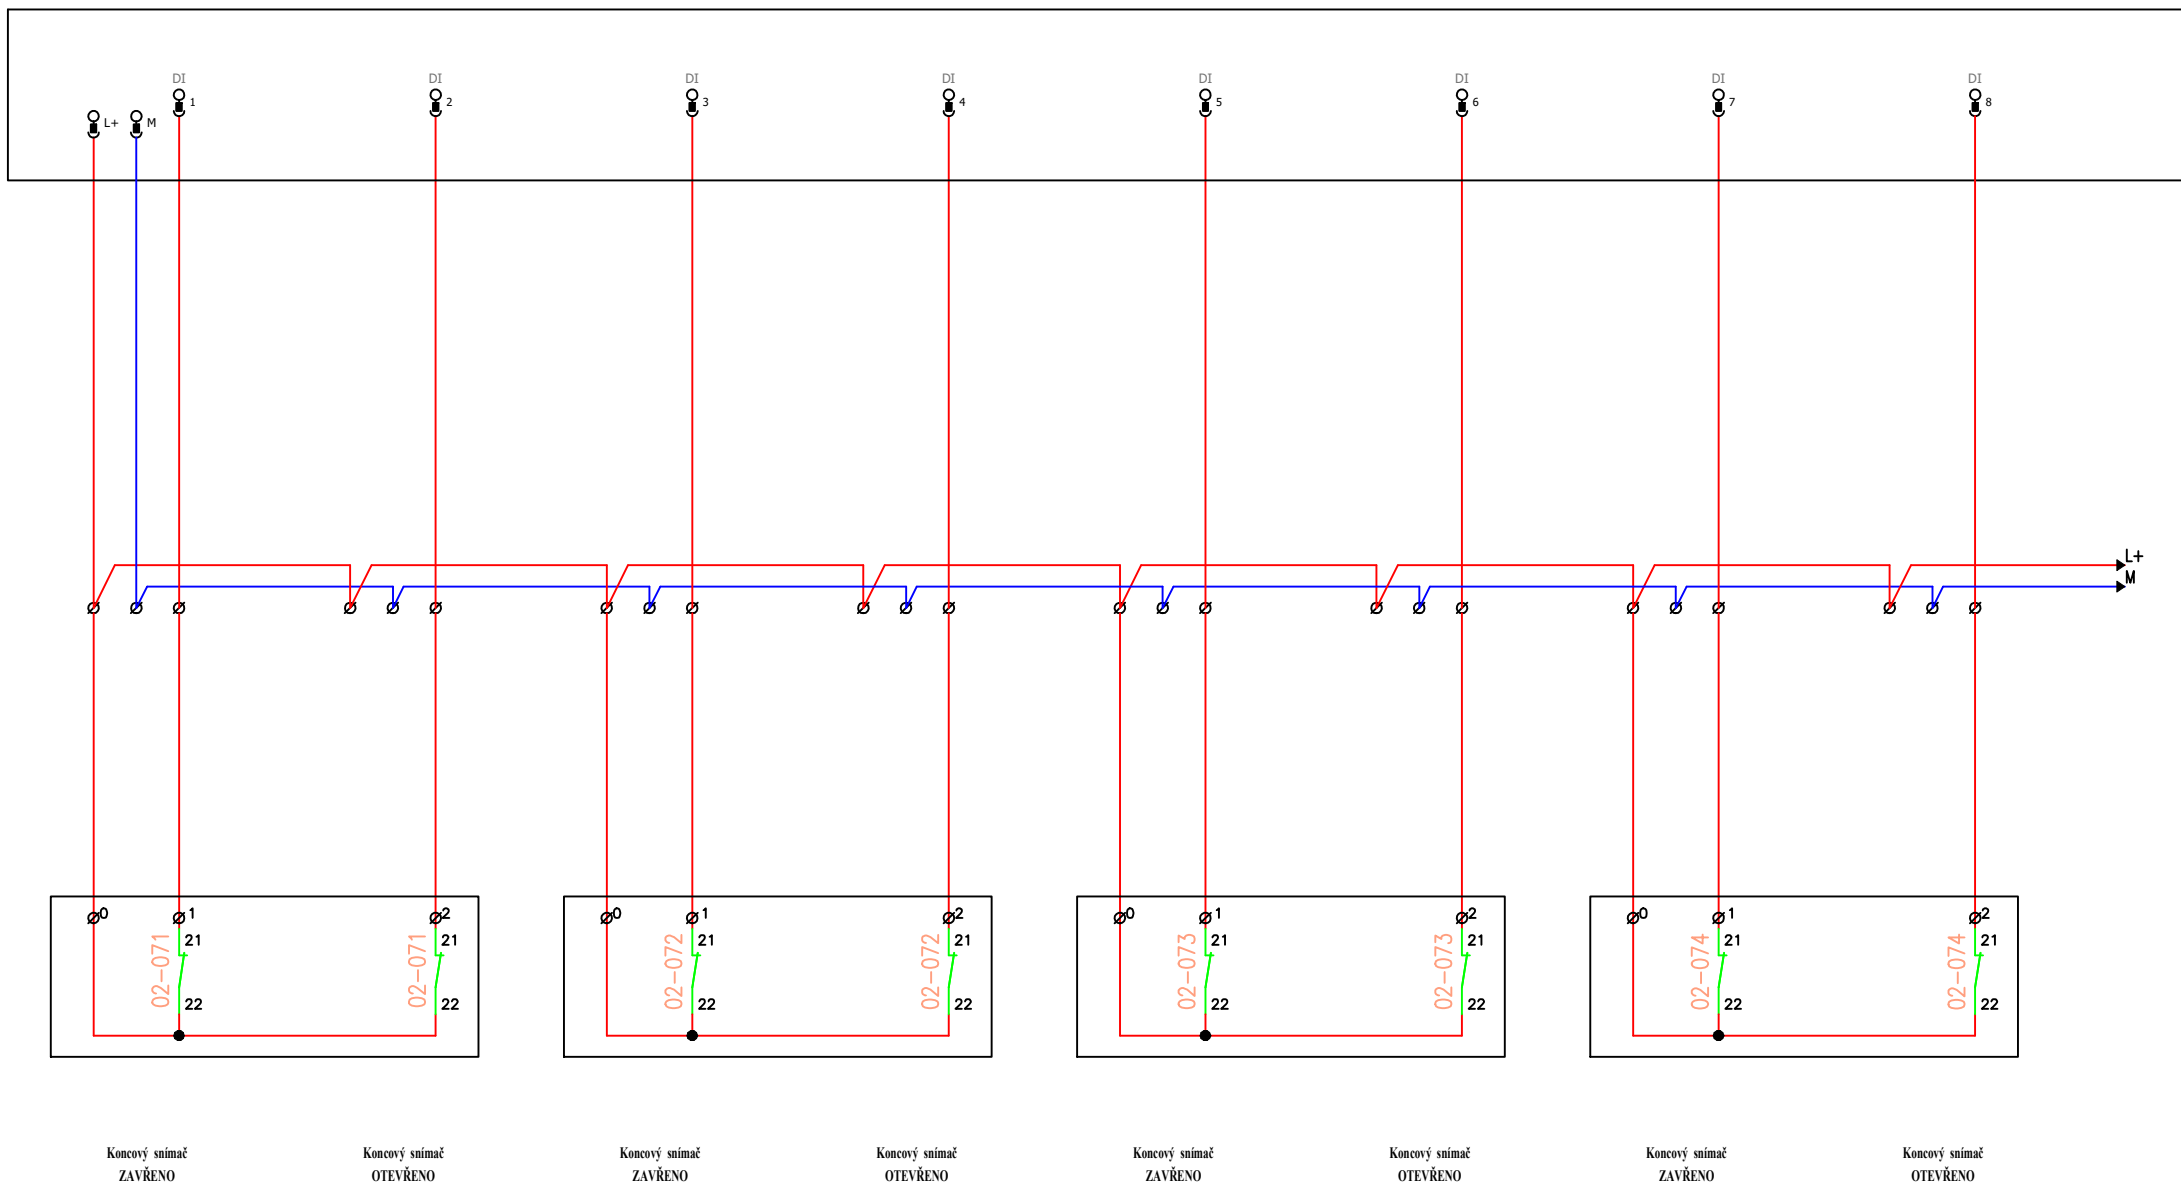 DI DI DI DI DI DI DI DI
1 2 3 4 5 6 7 8
L+ M
L+
M
0 1 2 0 1 2 0 1 2 0 1 2
21 21 21 21 21 21 21 21
02-071 02-071 02-072 02-072 02-073 02-073 02-074 02-074
22 22 22 22 22 22 22 22
Koncový snímač Koncový snímač Koncový snímač Koncový snímač Koncový snímač Koncový snímač Koncový snímač Koncový snímač
ZAVŘENO OTEVŘENO ZAVŘENO OTEVŘENO ZAVŘENO OTEVŘENO ZAVŘENO OTEVŘENO